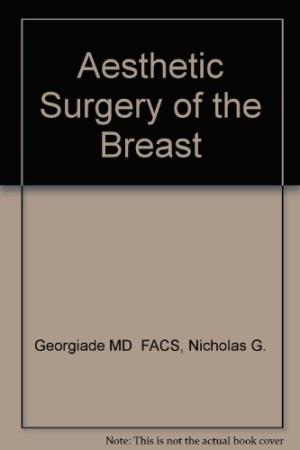 Aesthetic
Surgery of the
Breast
Georgiade MD  FACS, Nicholas G.
Note: This is not the actual book cover